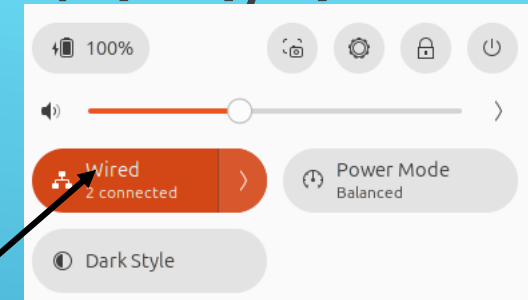 100%
Wired
2 connected
Power Mode
Balanced
Dark Style